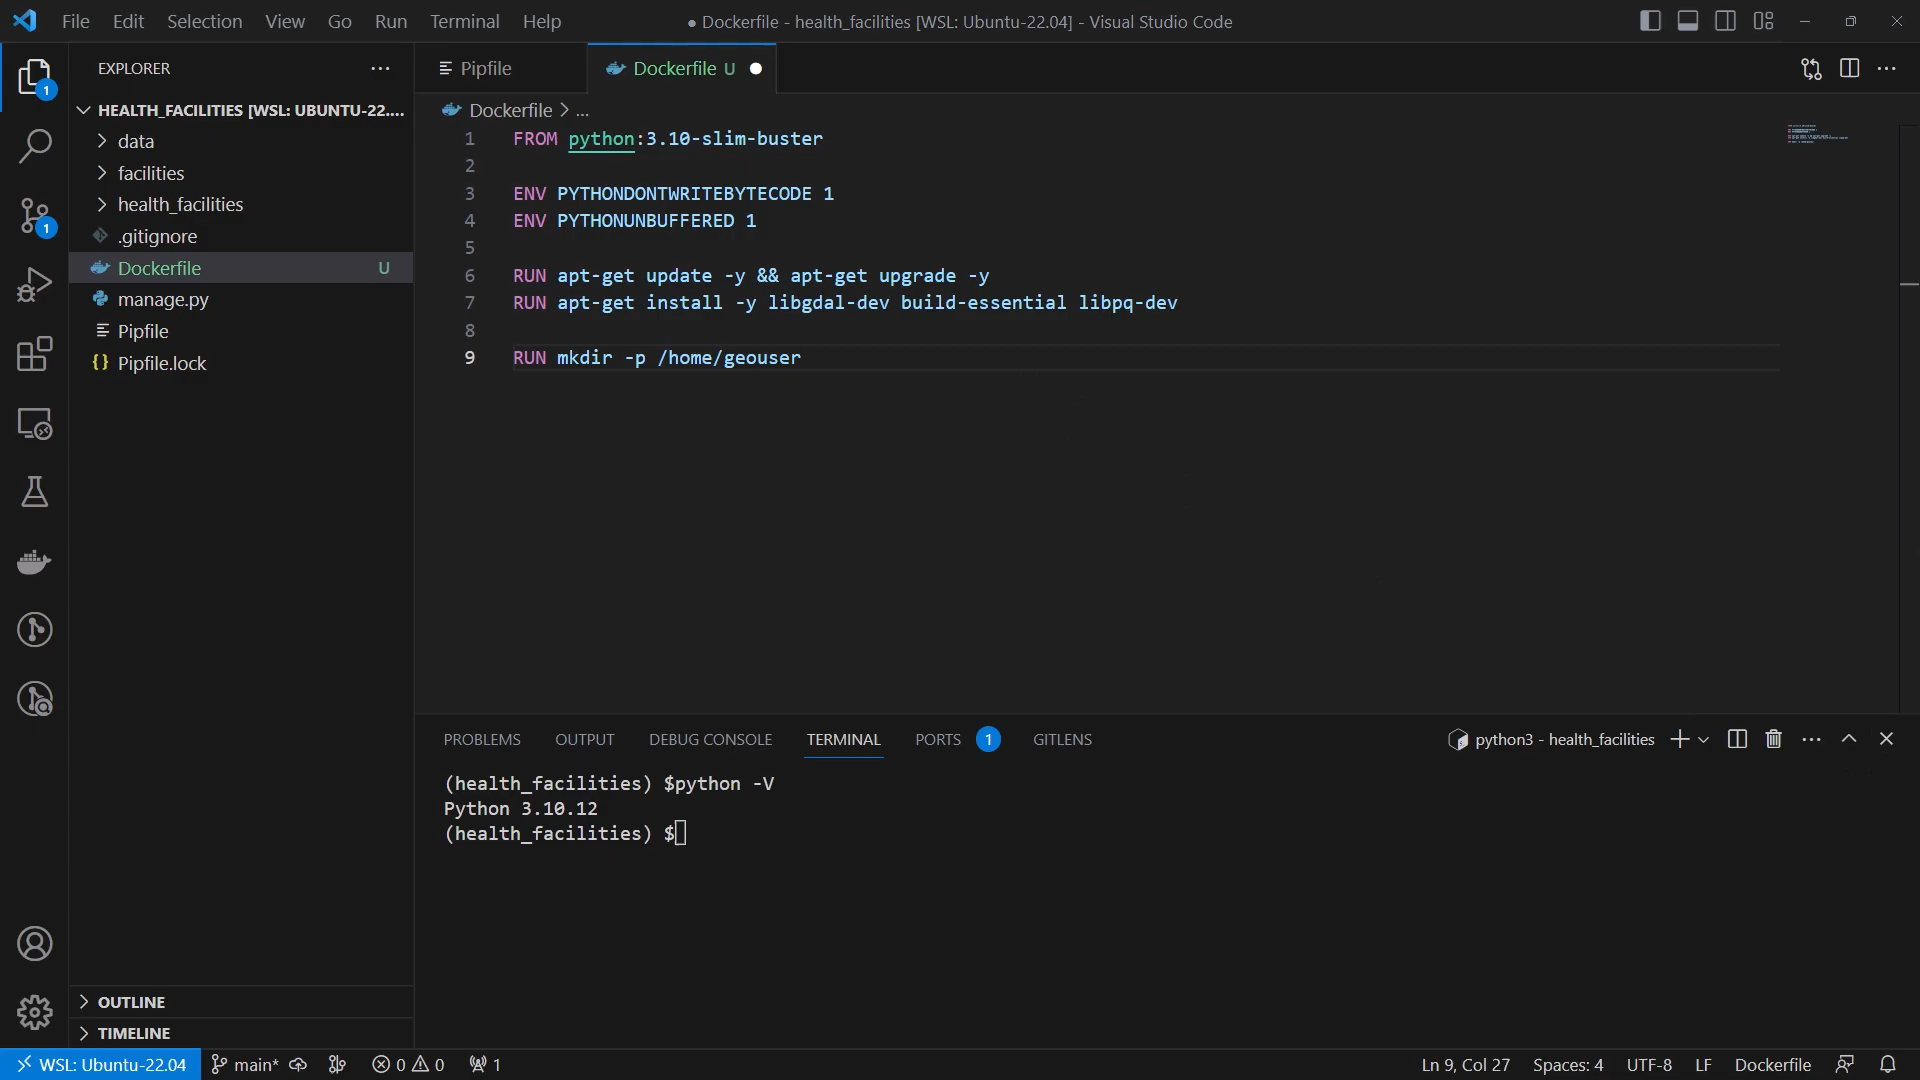 File Edit Selection View Go Run Terminal Help
● Dockerfile - health_facilities [WSL: Ubuntu-22.04] - Visual Studio Code
EXPLORER
HEALTH_FACILITIES [WSL: UBUNTU-22....
data
facilities
health_facilities
.gitignore
Dockerfile U
manage.py
Pipfile
Pipfile.lock
OUTLINE
TIMELINE
1
1
Pipfile
Dockerfile U
Dockerfile > ...
1 FROM python:3.10-slim-buster
2
3 ENV PYTHONDONTWRITEBYTECODE 1
4 ENV PYTHONUNBUFFERED 1
5
6 RUN apt-get update -y && apt-get upgrade -y
7 RUN apt-get install -y libgdal-dev build-essential libpq-dev
8
9 RUN mkdir -p /home/geouser
PROBLEMS OUTPUT DEBUG CONSOLE TERMINAL PORTS 1 GITLENS
python3 - health_facilities
(health_facilities) $python -V
Python 3.10.12
(health_facilities) $
WSL: Ubuntu-22.04 main* 0 0 1
Ln 9, Col 27 Spaces: 4 UTF-8 LF Dockerfile